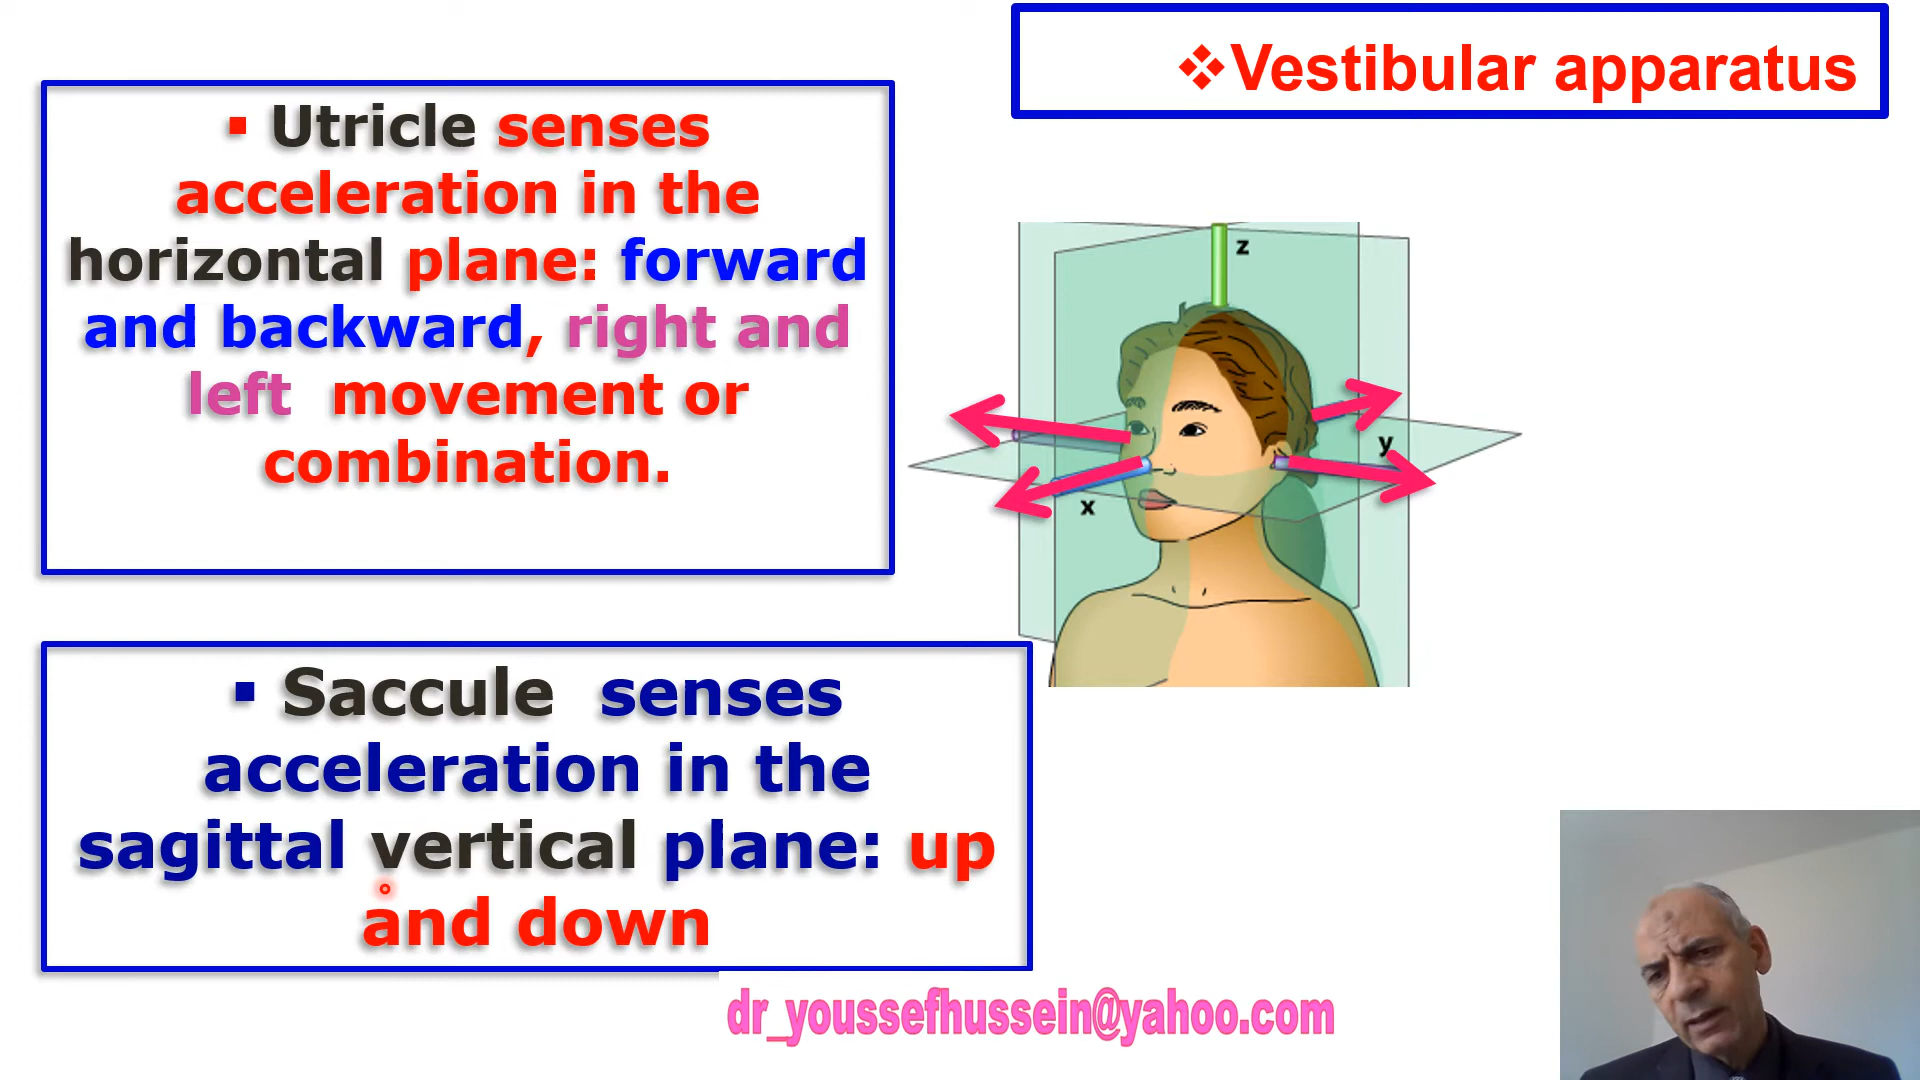 ❖Vestibular apparatus
▪ Utricle senses
acceleration in the
horizontal plane: forward
and backward, right and
left movement or
combination.
z
y
x
▪ Saccule senses
acceleration in the
sagittal vertical plane: up
and down
dr_youssefhussein@yahoo.com